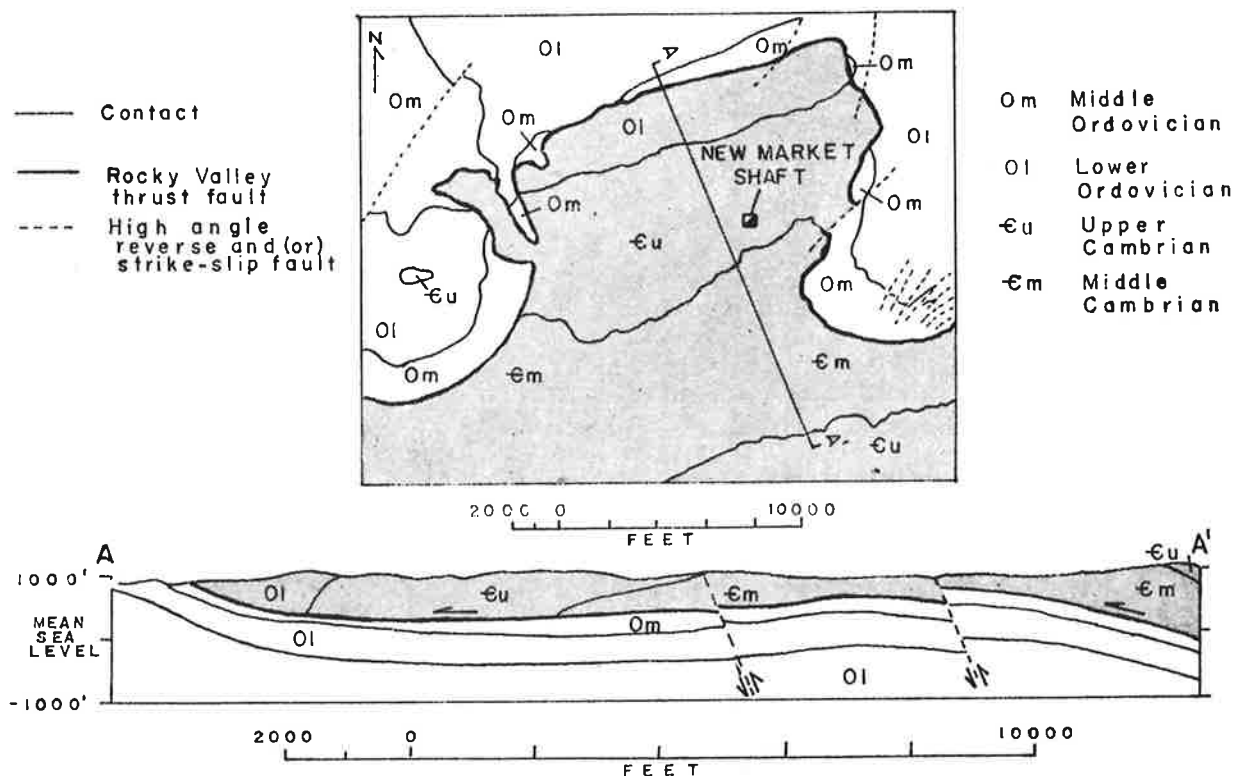 Contact
Rocky Valley
thrust fault
High angle
reverse and (or)
strike-slip fault
N
Ol
Om
Om
Om
Om
Ol
A
Ol
NEW MARKET
SHAFT
Om
Om
Ꞓu
Ꞓu
Om
Ol
Om
Ꞓm
Ꞓm
A'
Ꞓu
Om Middle
Ordovician
Ol Lower
Ordovician
Ꞓu Upper
Cambrian
Ꞓm Middle
Cambrian
2000 0 10000
FEET
A
A'
1000'
MEAN
SEA
LEVEL
-1000'
Ol
Ꞓu
Ꞓm
Ꞓu
Ꞓm
Ol
Om
Ol
2000 0 10000
FEET